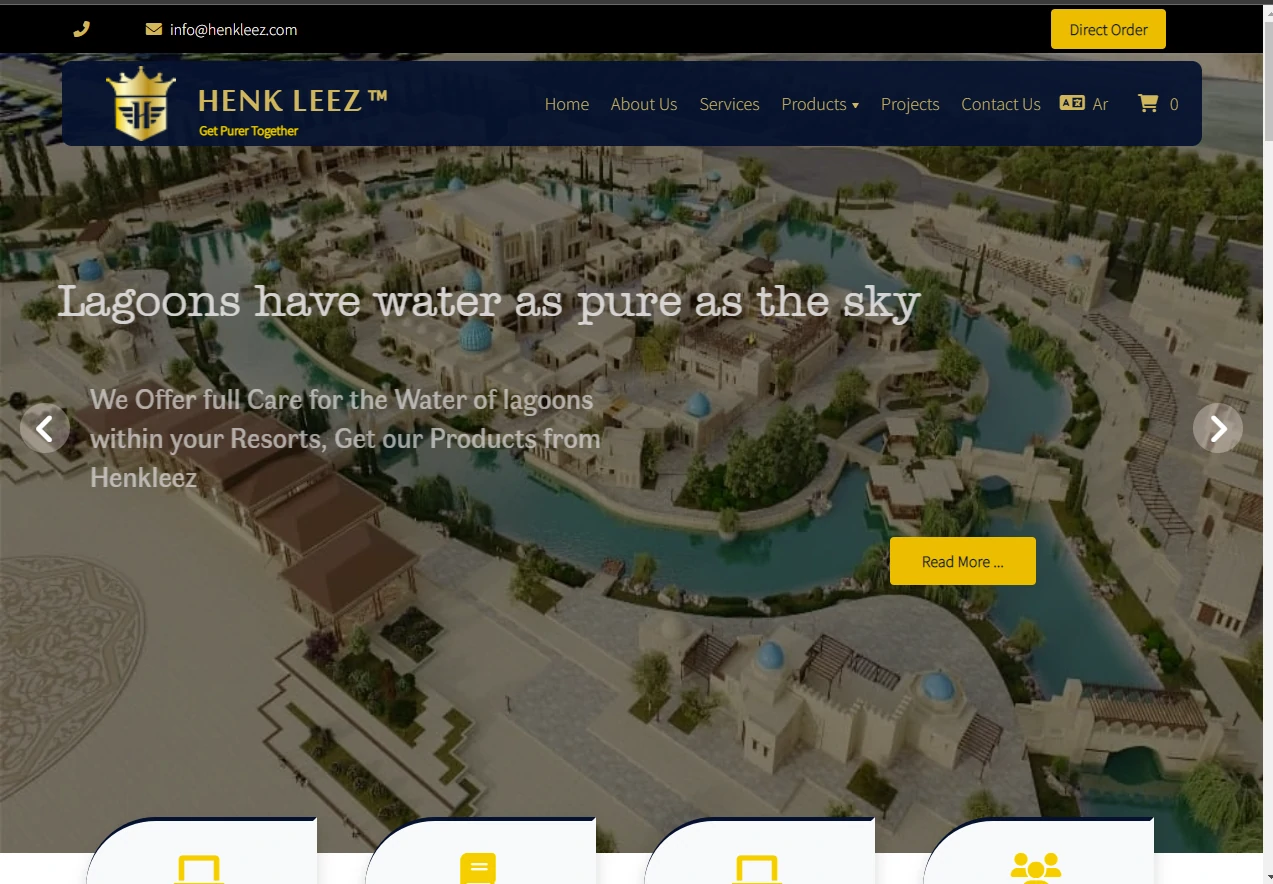 info@henkleez.com
Direct Order
HENK LEEZ™
Get Purer Together
Home
About Us
Services
Products
Projects
Contact Us
Ar
0
Lagoons have water as pure as the sky
We Offer full Care for the Water of lagoons
within your Resorts, Get our Products from
Henkleez
Read More ...